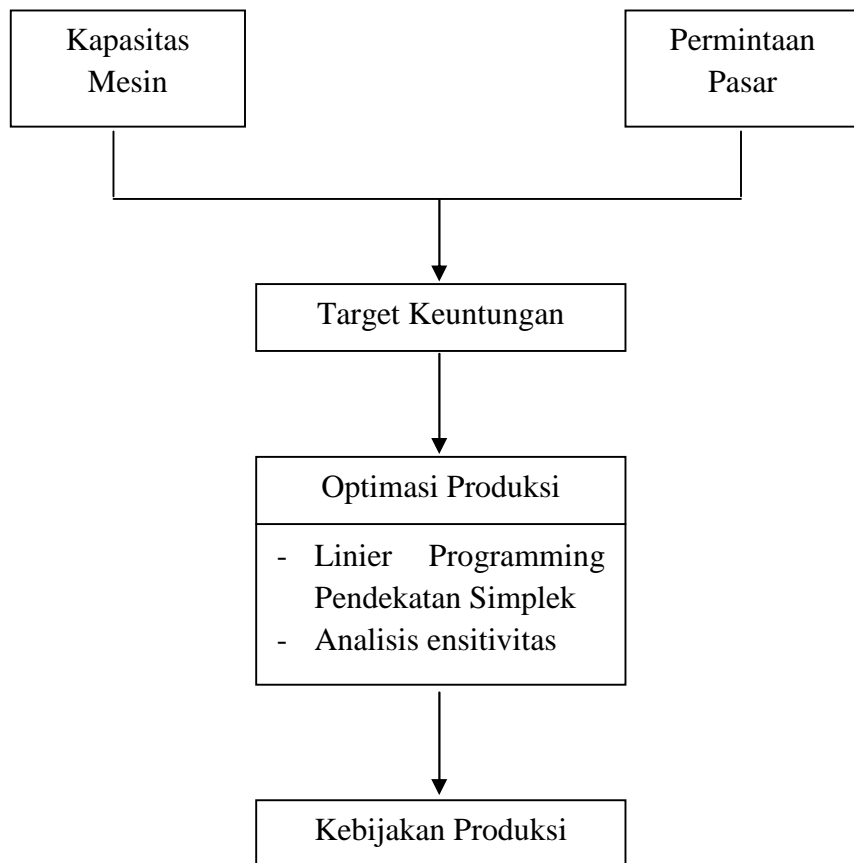 Kapasitas
Mesin
Permintaan
Pasar
Target Keuntungan
Optimasi Produksi
- Linier Programming
Pendekatan Simplek
- Analisis ensitivitas
Kebijakan Produksi